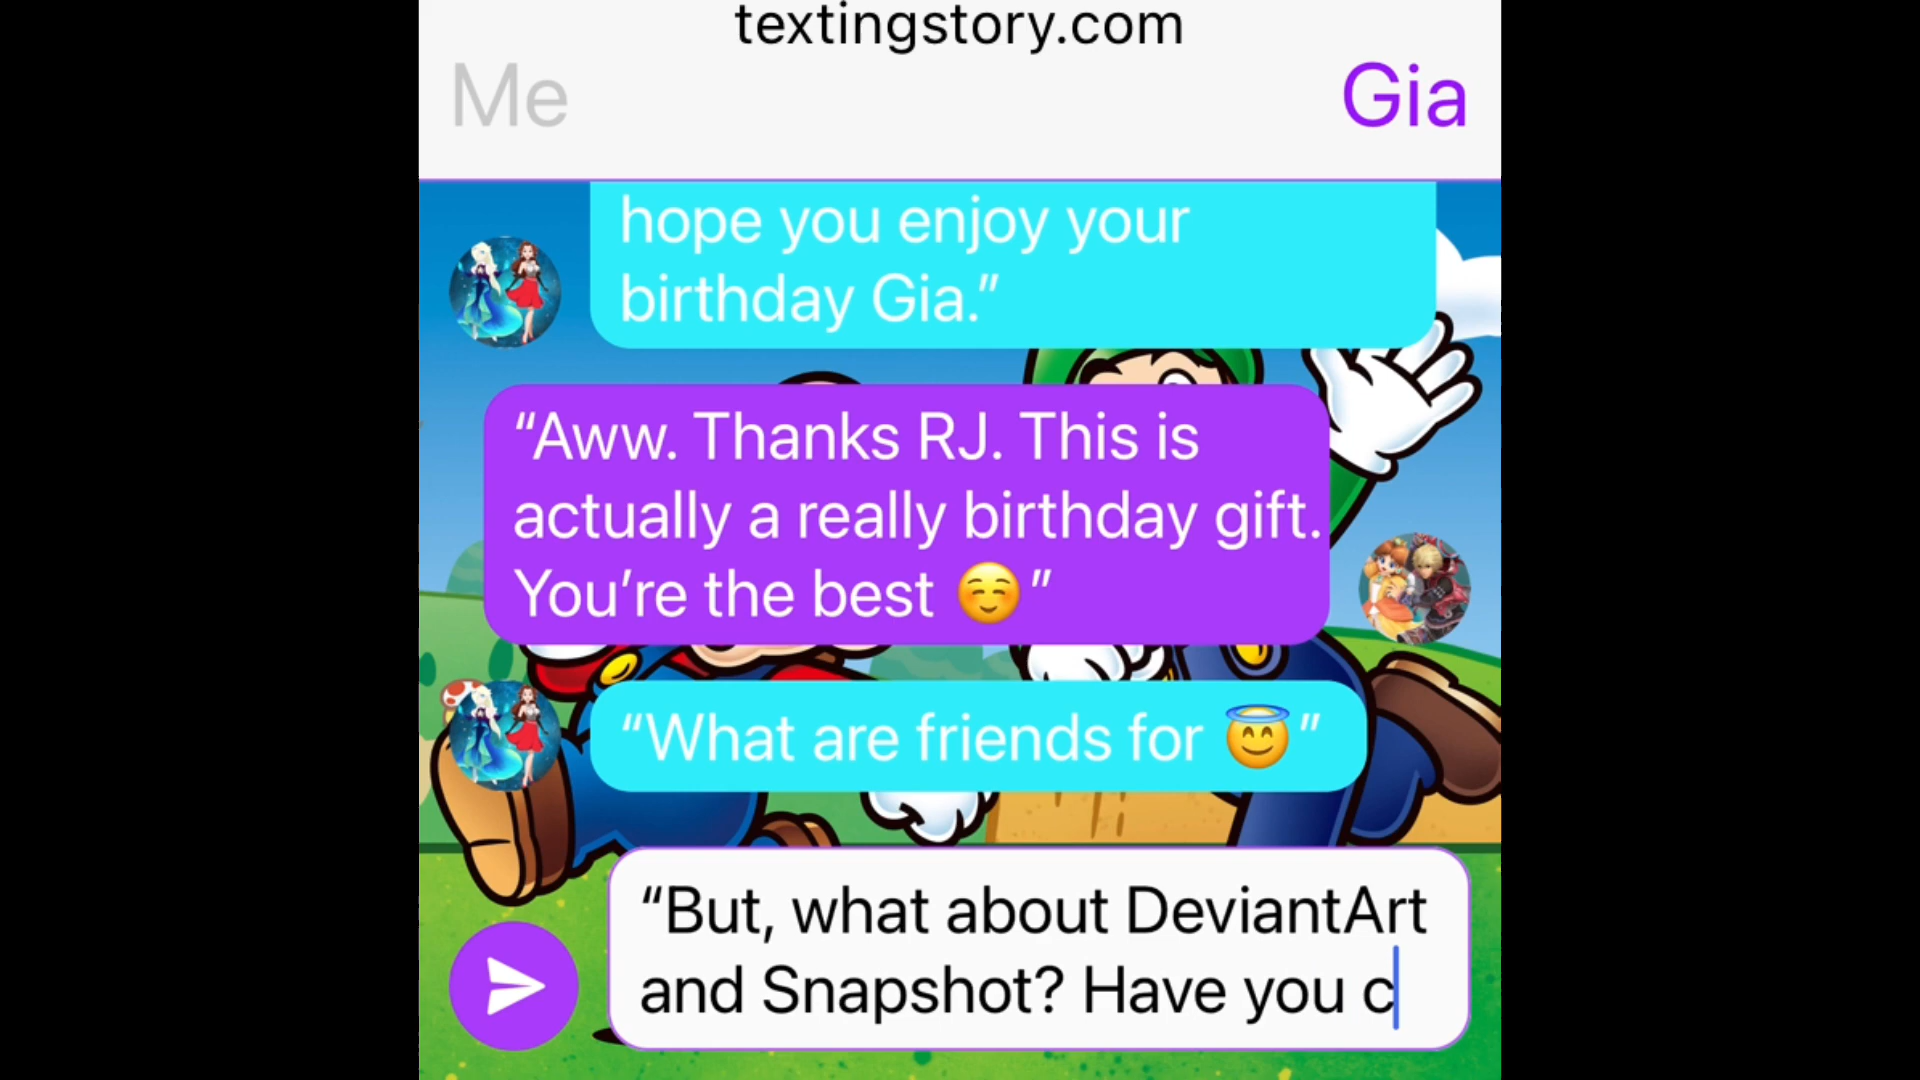 textingstory.com
Me
Gia
hope you enjoy your
birthday Gia.”
“Aww. Thanks RJ. This is
actually a really birthday gift.
You’re the best ☺️”
“What are friends for 😇”
“But, what about DeviantArt
and Snapshot? Have you c